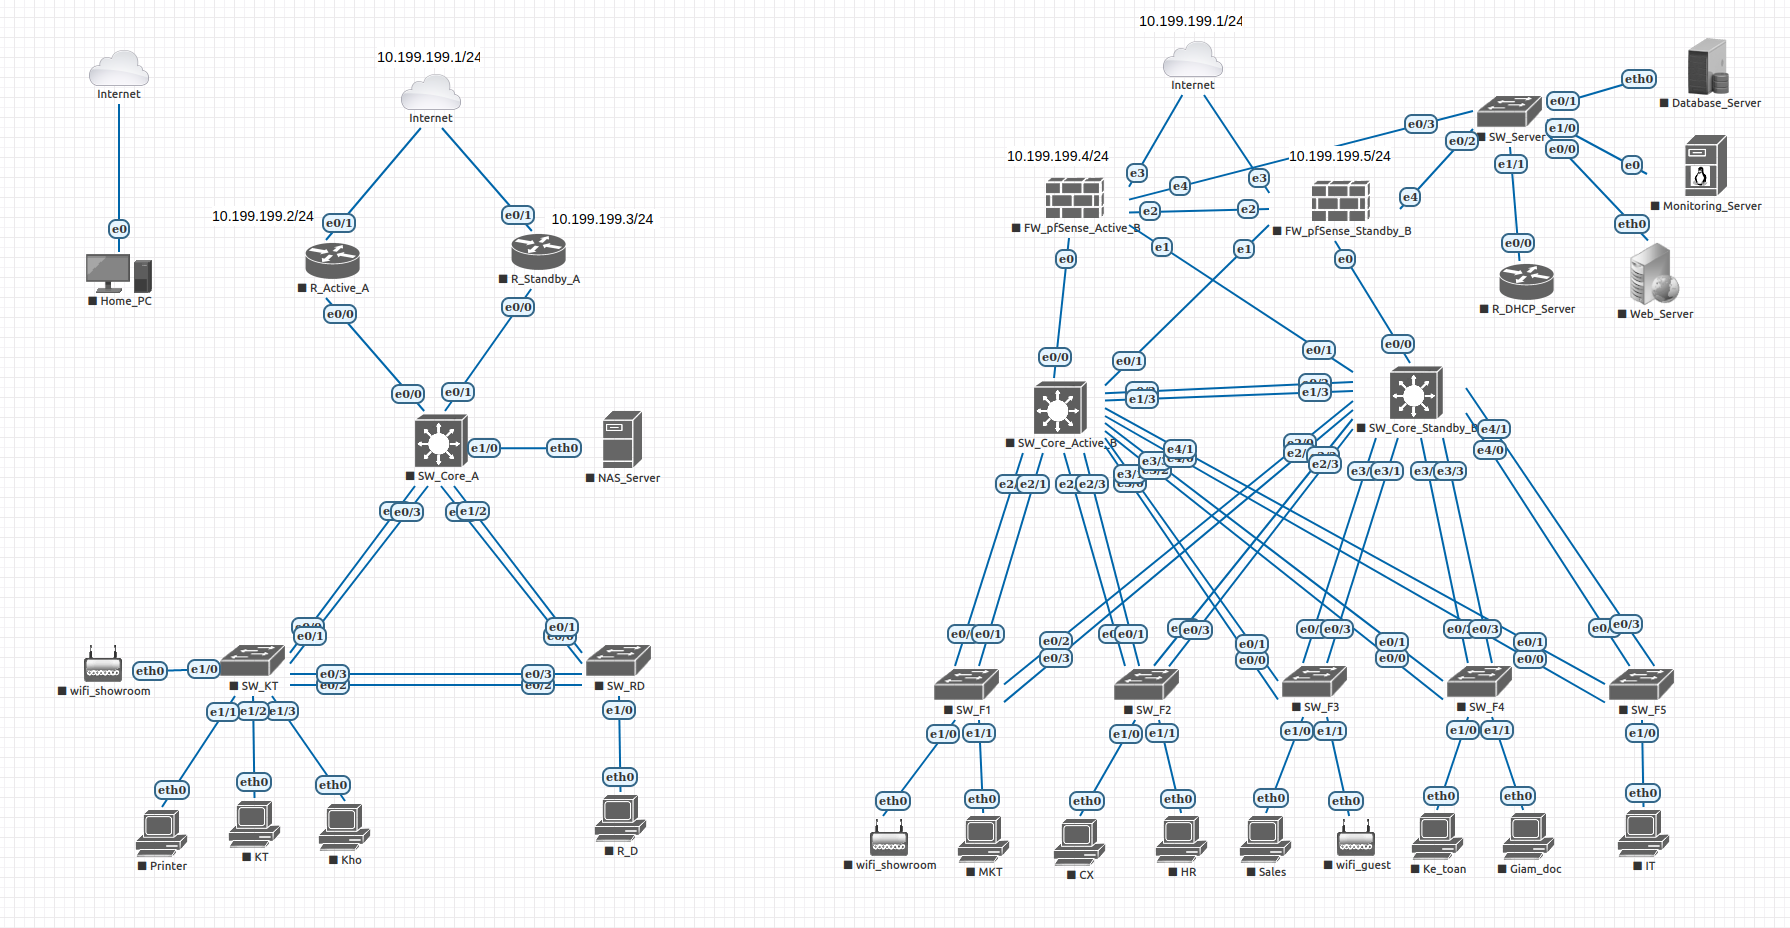 10.199.199.1/24
Internet
Internet
e0
Home_PC
10.199.199.2/24
e0/1
e0/1
10.199.199.3/24
R_Active_A
R_Standby_A
e0/0
e0/0
e0/0
e0/1
SW_Core_A
e1/0
eth0
NAS_Server
e0/3
e1/2
e0/1
e0/1
wifi_showroom
eth0
e1/0
SW_KT
e0/3
e0/2
e0/3
e0/2
SW_RD
e1/1
e1/2
e1/3
e1/0
eth0
eth0
eth0
eth0
Printer
KT
Kho
R_D
10.199.199.1/24
Internet
10.199.199.4/24
10.199.199.5/24
e3
e3
e4
e0/3
e0/2
SW_Server
e0/1
eth0
Database_Server
e1/0
e0/0
e0
Monitoring_Server
e1/1
e0/0
R_DHCP_Server
eth0
Web_Server
e2
e2
e4
FW_pfSense_Active_B
FW_pfSense_Standby_B
e0
e1
e1
e0
e0/0
e0/1
e0/1
e0/0
e1/3
e1/3
SW_Core_Active_B
SW_Core_Standby_B
e2/1
e2/3
e4/1
e2/3
e3/1
e3/3
e4/1
e4/0
e0/1
e0/2
e0/3
e0/1
e0/3
e0/1
e0/0
e0/3
e0/1
e0/0
e0/3
e0/1
e0/0
e0/3
SW_F1
SW_F2
SW_F3
SW_F4
SW_F5
e1/0
e1/1
e1/0
e1/1
e1/0
e1/1
e1/0
e1/1
e1/0
eth0
eth0
eth0
eth0
eth0
eth0
eth0
eth0
eth0
wifi_showroom
MKT
CX
HR
Sales
wifi_guest
Ke_toan
Giam_doc
IT